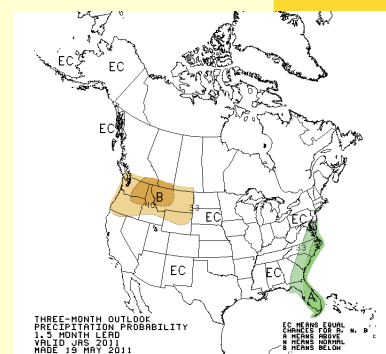 EC
EC
EC
B
40
33
EC
EC
33
EC
EC
A
THREE-MONTH OUTLOOK
PRECIPITATION PROBABILITY
1.5 MONTH LEAD
VALID JAS 2011
MADE 19 MAY 2011
EC MEANS EQUAL
CHANCES FOR A, N, B
A MEANS ABOVE
N MEANS NORMAL
B MEANS BELOW